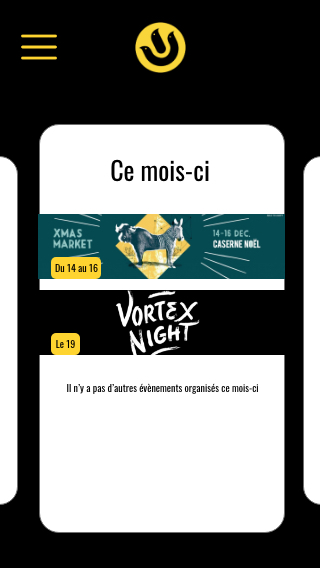 Ce mois-ci
XMAS
MARKET
14-16 DEC.
CASERNE NOËL
Du 14 au 16
VORTEX
NIGHT
Le 19
Il n'y a pas d'autres évènements organisés ce mois-ci